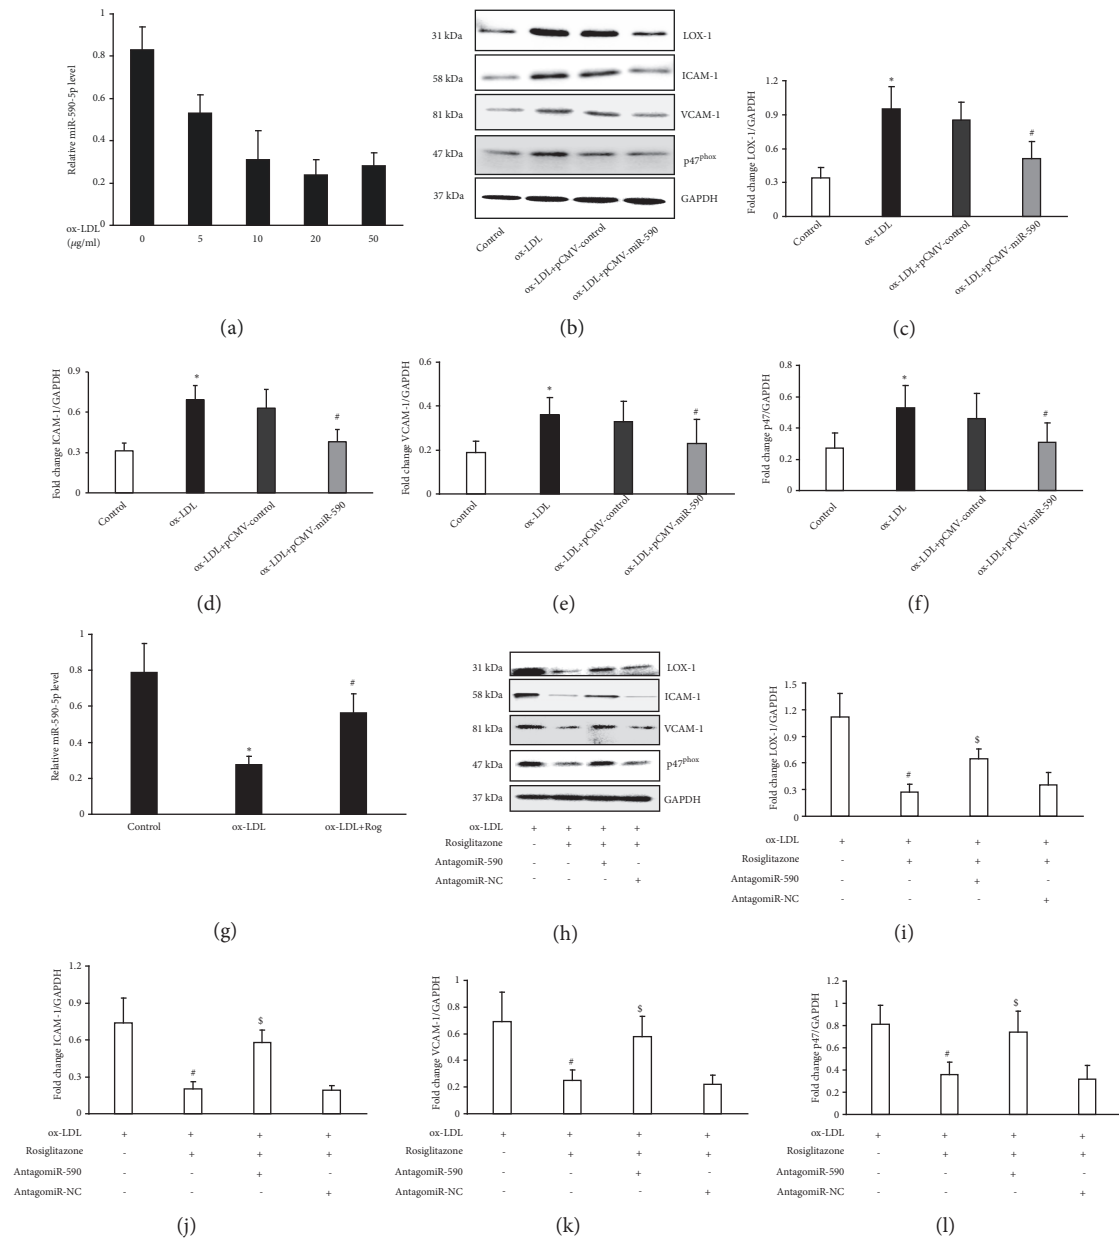 1
0.8
0.6
0.4
0.2
0
Relative miR-590-5p level
ox-LDL
(μg/ml)
0 5 10 20 50
(a)
31 kDa LOX-1
58 kDa ICAM-1
81 kDa VCAM-1
47 kDa p47phox
37 kDa GAPDH
Control
ox-LDL
ox-LDL+pCMV-control
ox-LDL+pCMV-miR-590
(b)
1.2
0.9
0.6
0.3
0
Fold change LOX-1/GAPDH
*
#
Control
ox-LDL
ox-LDL+pCMV-control
ox-LDL+pCMV-miR-590
(c)
0.9
0.6
0.3
0
Fold change ICAM-1/GAPDH
*
#
Control
ox-LDL
ox-LDL+pCMV-control
ox-LDL+pCMV-miR-590
(d)
0.6
0.4
0.2
0
Fold change VCAM-1/GAPDH
*
#
Control
ox-LDL
ox-LDL+pCMV-control
ox-LDL+pCMV-miR-590
(e)
0.8
0.6
0.4
0.2
0
Fold change p47/GAPDH
*
#
Control
ox-LDL
ox-LDL+pCMV-control
ox-LDL+pCMV-miR-590
(f)
1
0.8
0.6
0.4
0.2
0
Relative miR-590-5p level
*
#
Control ox-LDL ox-LDL+Rog
(g)
31 kDa LOX-1
58 kDa ICAM-1
81 kDa VCAM-1
47 kDa p47phox
37 kDa GAPDH
ox-LDL + + + +
Rosiglitazone - + + +
AntagomiR-590 - - + -
AntagomiR-NC - - - +
(h)
1.5
1.2
0.9
0.6
0.3
0
Fold change LOX-1/GAPDH
#
$
ox-LDL + + + +
Rosiglitazone - + + +
AntagomiR-590 - - + -
AntagomiR-NC - - - +
(i)
1.2
0.9
0.6
0.3
0
Fold change ICAM-1/GAPDH
#
$
ox-LDL + + + +
Rosiglitazone - + + +
AntagomiR-590 - - + -
AntagomiR-NC - - - +
(j)
1
0.8
0.6
0.4
0.2
0
Fold change VCAM-1/GAPDH
#
$
ox-LDL + + + +
Rosiglitazone - + + +
AntagomiR-590 - - + -
AntagomiR-NC - - - +
(k)
1.2
1
0.8
0.6
0.4
0.2
0
Fold change p47/GAPDH
#
$
ox-LDL + + + +
Rosiglitazone - + + +
AntagomiR-590 - - + -
AntagomiR-NC - - - +
(l)